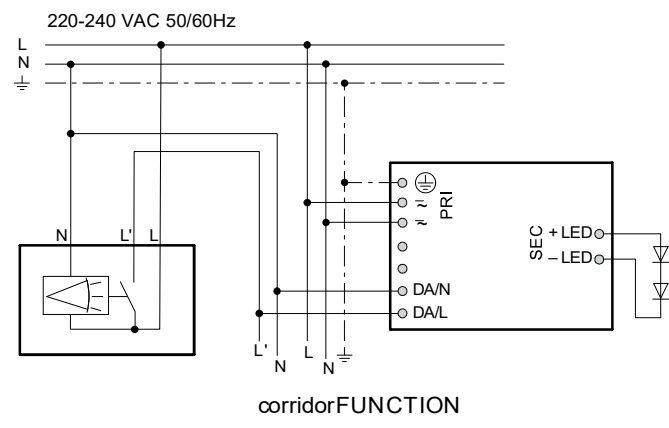 220-240 VAC 50/60Hz
L
N
PRI
~
~
DA/N
DA/L
SEC
+ LED
– LED
N
L'
L
L'
N
L
N
corridorFUNCTION